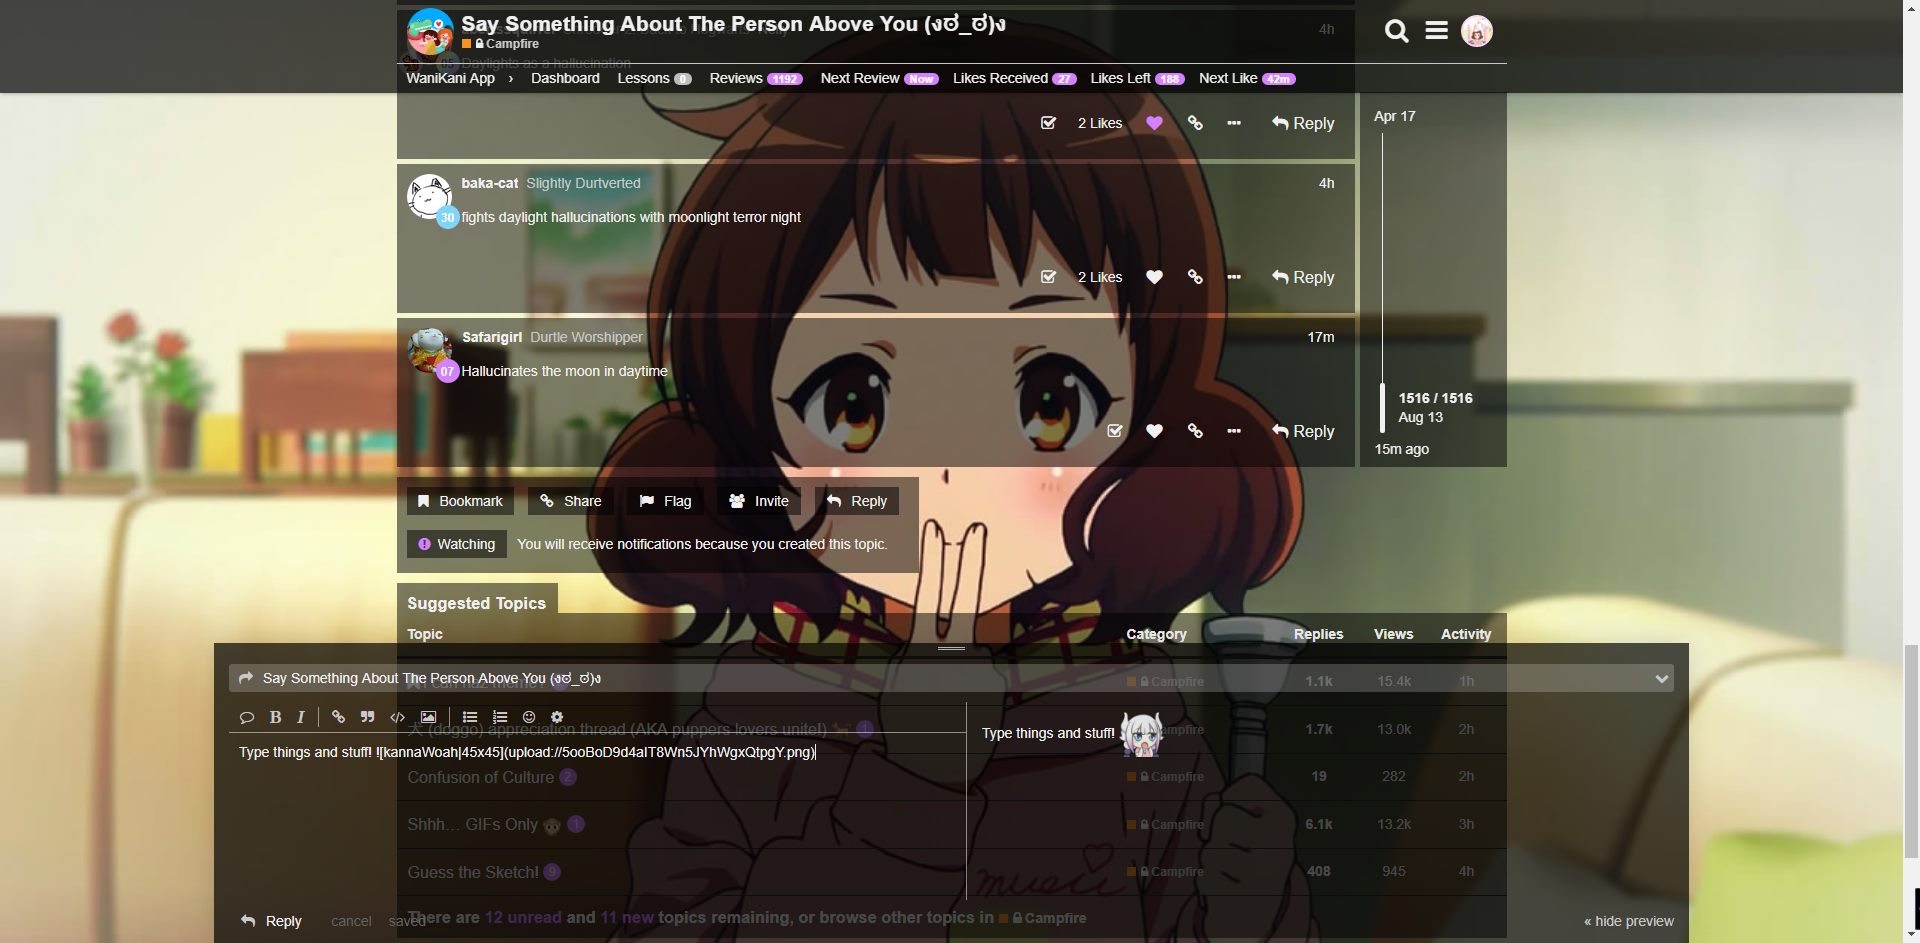 Say Something About The Person Above You (ง ̀_ ́)ง
Campfire
4h
Daylights as a hallucination
WaniKani App › Dashboard Lessons 0 Reviews 1192 Next Review Now Likes Received 27 Likes Left 188 Next Like 42m
2 Likes ••• Reply
Apr 17
baka-cat Slightly Durtverted 4h
30
fights daylight hallucinations with moonlight terror night
2 Likes ••• Reply
Safarigirl Durtle Worshipper 17m
07
Hallucinates the moon in daytime
••• Reply
1516 / 1516
Aug 13
15m ago
Bookmark Share Flag Invite Reply
Watching You will receive notifications because you created this topic.
Suggested Topics
Topic Category Replies Views Activity
Say Something About The Person Above You (ง ̀_ ́)ง
Campfire 1.1k 15.4k 1h
B I
犬 (doggo) appreciation thread (AKA puppers lovers unite!) 1 1.7k 13.0k 2h
Type things and stuff! ![kannaWoah|45x45](upload://5ooBoD9d4aIT8Wn5JYhWgxQtpgY.png)
Type things and stuff!
Confusion of Culture 2 Campfire 19 282 2h
Shhh… GIFs Only 1 Campfire 6.1k 13.2k 3h
Guess the Sketch! 9 Campfire 408 945 4h
There are 12 unread and 11 new topics remaining, or browse other topics in Campfire
Reply cancel saved
« hide preview